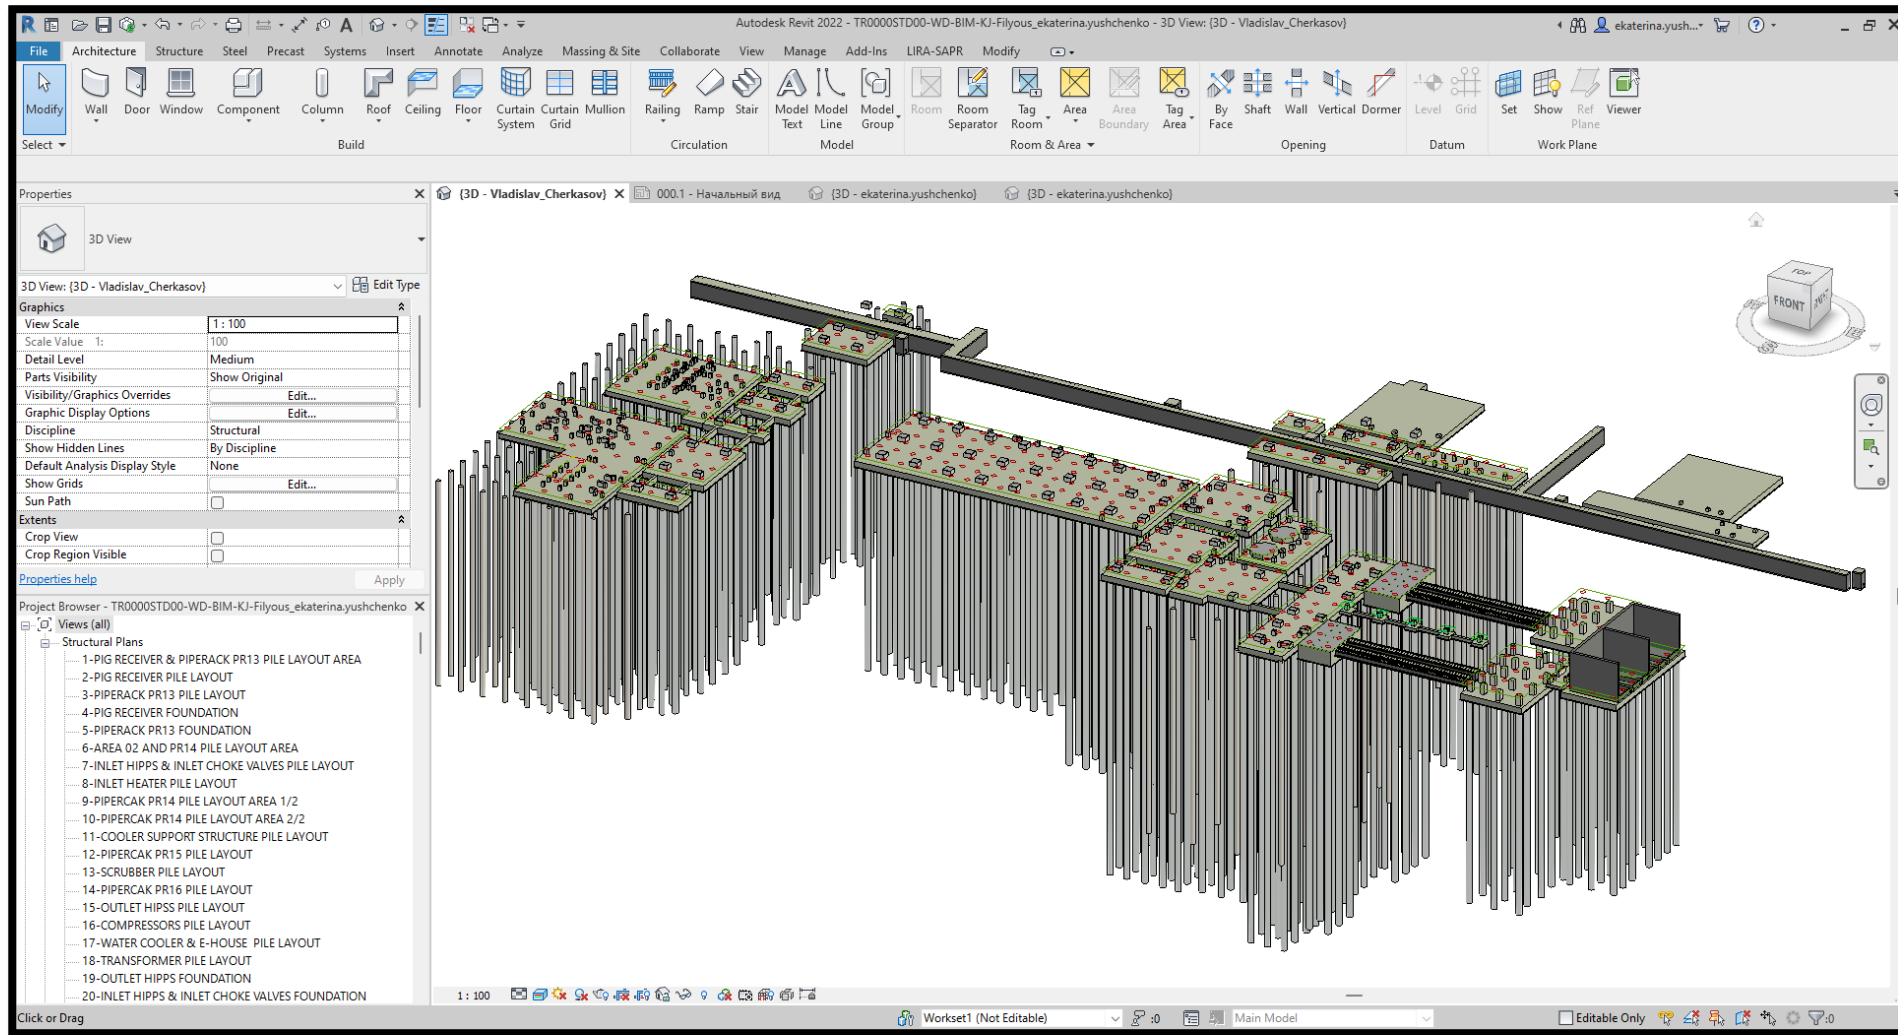 Autodesk Revit 2022 - TR0000STD00-WD-BIM-KJ-Filyous_ekaterina.yushchenko - 3D View: {3D - Vladislav_Cherkasov}
ekaterina.yush...
File Architecture Structure Steel Precast Systems Insert Annotate Analyze Massing & Site Collaborate View Manage Add-Ins LIRA-SAPR Modify
Modify Wall Door Window Component Column Roof Ceiling Floor Curtain System Curtain Grid Mullion Railing Ramp Stair Model Text Model Line Model Group Room Room Separator Tag Room Area Area Boundary Tag Area By Face Shaft Wall Vertical Dormer Level Grid Set Show Ref Plane Viewer
Select Build Circulation Model Room & Area Opening Datum Work Plane
Properties
{3D - Vladislav_Cherkasov} 000.1 - Начальный вид {3D - ekaterina.yushchenko} {3D - ekaterina.yushchenko}
3D View
3D View: {3D - Vladislav_Cherkasov} Edit Type
Graphics
View Scale 1 : 100
Scale Value 1: 100
Detail Level Medium
Parts Visibility Show Original
Visibility/Graphics Overrides Edit...
Graphic Display Options Edit...
Discipline Structural
Show Hidden Lines By Discipline
Default Analysis Display Style None
Show Grids Edit...
Sun Path
Extents
Crop View
Crop Region Visible
Properties help Apply
TOP
FRONT
RIGHT
Project Browser - TR0000STD00-WD-BIM-KJ-Filyous_ekaterina.yushchenko
Views (all)
Structural Plans
1-PIG RECEIVER & PIPERACK PR13 PILE LAYOUT AREA
2-PIG RECEIVER PILE LAYOUT
3-PIPERACK PR13 PILE LAYOUT
4-PIG RECEIVER FOUNDATION
5-PIPERACK PR13 FOUNDATION
6-AREA 02 AND PR14 PILE LAYOUT AREA
7-INLET HIPPS & INLET CHOKE VALVES PILE LAYOUT
8-INLET HEATER PILE LAYOUT
9-PIPERCAK PR14 PILE LAYOUT AREA 1/2
10-PIPERCAK PR14 PILE LAYOUT AREA 2/2
11-COOLER SUPPORT STRUCTURE PILE LAYOUT
12-PIPERCAK PR15 PILE LAYOUT
13-SCRUBBER PILE LAYOUT
14-PIPERCAK PR16 PILE LAYOUT
15-OUTLET HIPSS PILE LAYOUT
16-COMPRESSORS PILE LAYOUT
17-WATER COOLER & E-HOUSE PILE LAYOUT
18-TRANSFORMER PILE LAYOUT
19-OUTLET HIPPS FOUNDATION
20-INLET HIPPS & INLET CHOKE VALVES FOUNDATION
1 : 100
Click or Drag Workset1 (Not Editable) :0 Main Model Editable Only :0